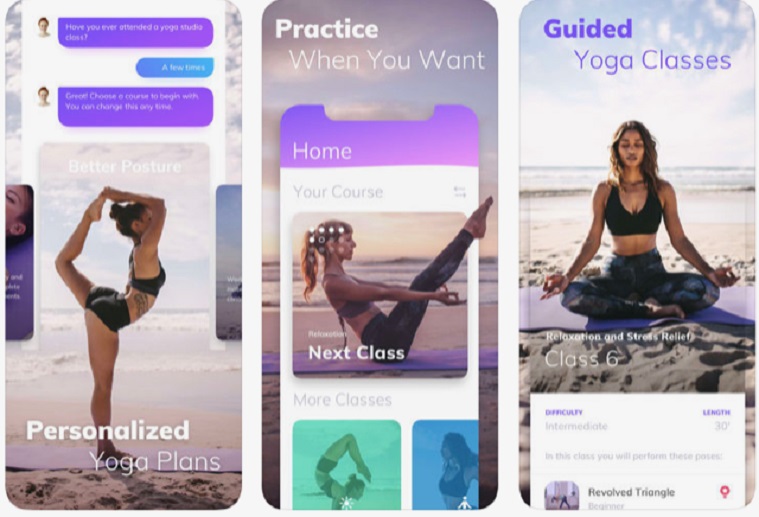 Have you ever attended a yoga studio
class?
A few times
Great! Choose a course to begin with.
You can change this any time.
Better Posture
Personalized
Yoga Plans
Practice
When You Want
Home
Your Course
Relaxation
Next Class
More Classes
Guided
Yoga Classes
Relaxation and Stress Relief
Class 6
DIFFICULTY
LENGTH
Intermediate
30'
In this class you will perform these poses:
Revolved Triangle
Beginner